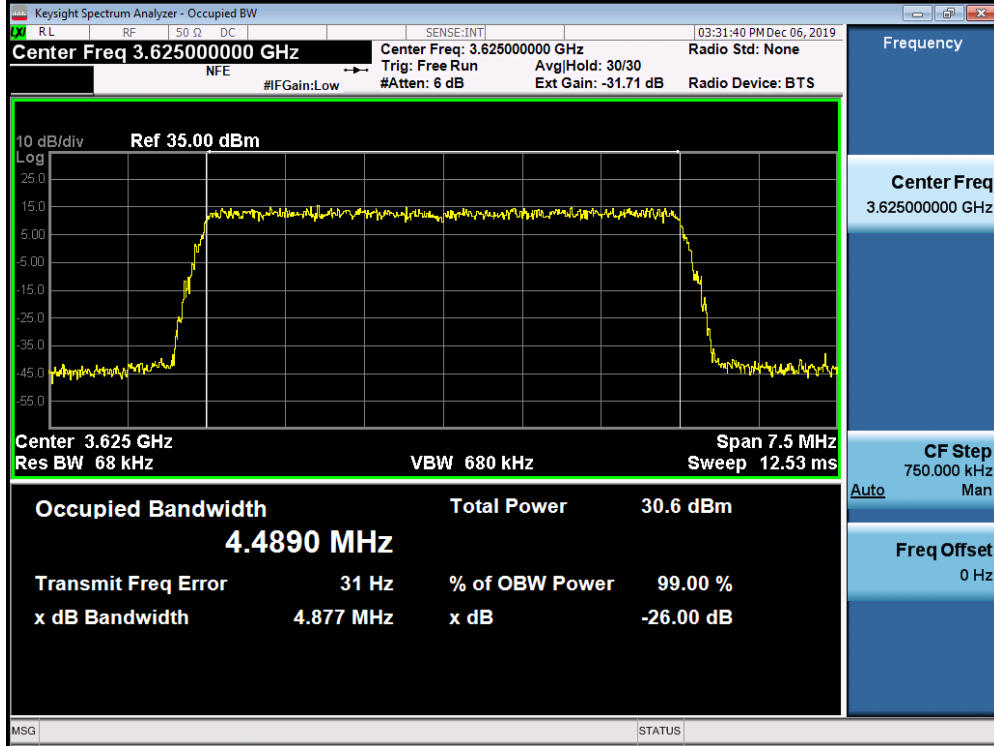 Keysight Spectrum Analyzer - Occupied BW
LXI RL RF 50 Ω DC SENSE:INT 03:31:40 PM Dec 06, 2019
Center Freq 3.625000000 GHz
NFE
#IFGain:Low
Center Freq: 3.625000000 GHz
Trig: Free Run Avg|Hold: 30/30
#Atten: 6 dB Ext Gain: -31.71 dB
Radio Std: None
Radio Device: BTS
10 dB/div Ref 35.00 dBm
Log
25.0
15.0
5.00
-5.00
-15.0
-25.0
-35.0
-45.0
-55.0
Center 3.625 GHz Span 7.5 MHz
Res BW 68 kHz VBW 680 kHz Sweep 12.53 ms
Occupied Bandwidth Total Power 30.6 dBm
4.4890 MHz
Transmit Freq Error 31 Hz % of OBW Power 99.00 %
x dB Bandwidth 4.877 MHz x dB -26.00 dB
Frequency
Center Freq
3.625000000 GHz
CF Step
750.000 kHz
Auto Man
Freq Offset
0 Hz
MSG STATUS